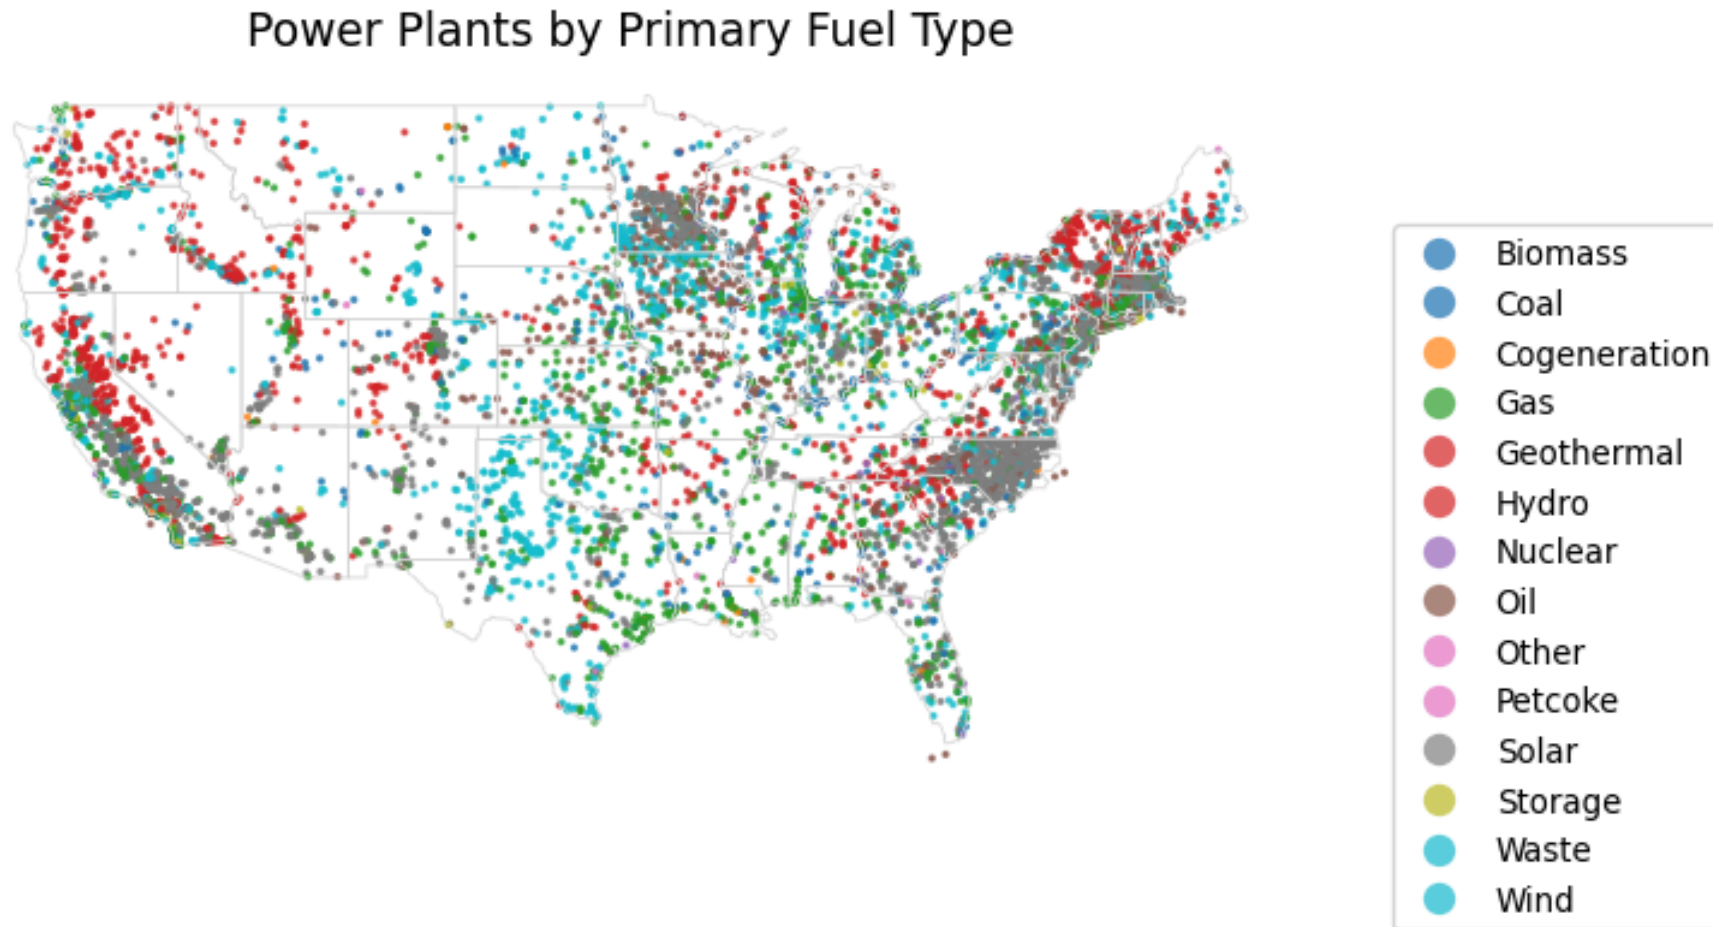 Power Plants by Primary Fuel Type
Biomass
Coal
Cogeneration
Gas
Geothermal
Hydro
Nuclear
Oil
Other
Petcoke
Solar
Storage
Waste
Wind